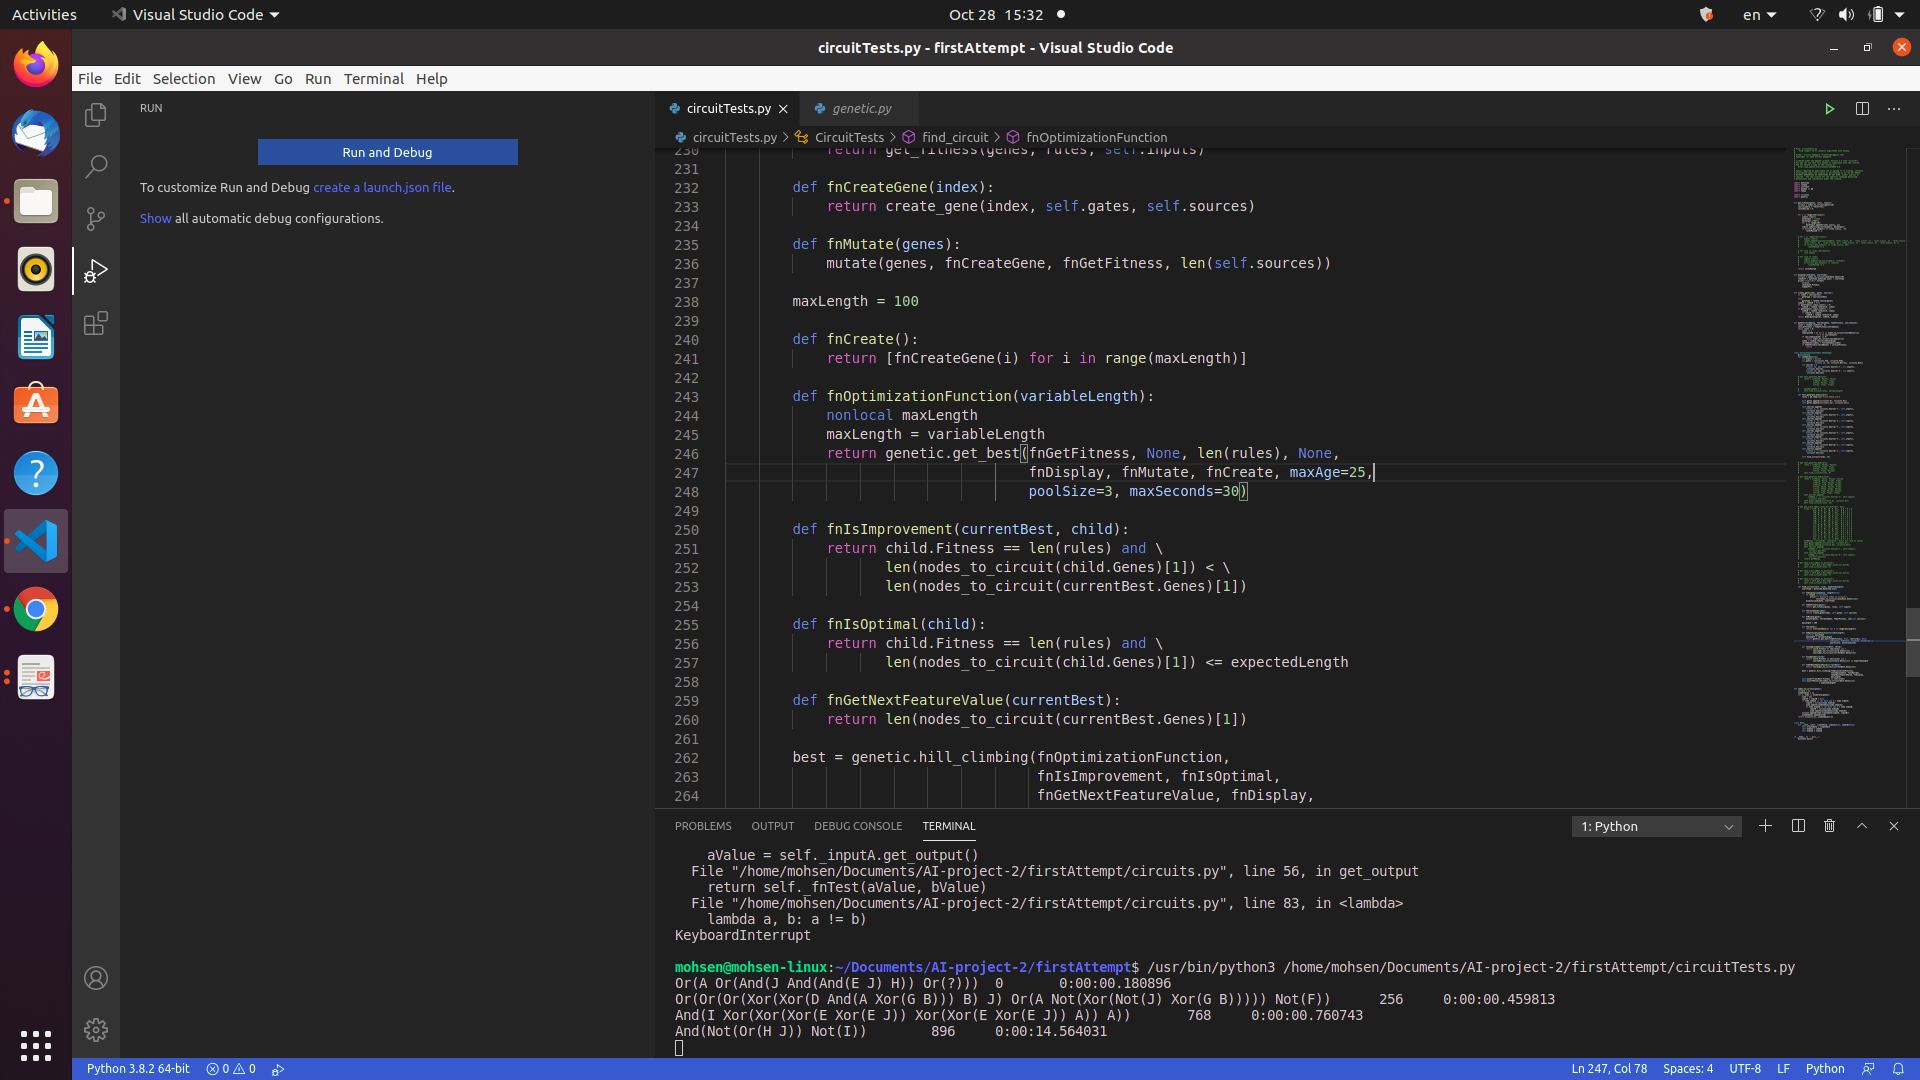 Activities
Visual Studio Code
Oct 28 15:32
en
circuitTests.py - firstAttempt - Visual Studio Code
File Edit Selection View Go Run Terminal Help
RUN
Run and Debug
To customize Run and Debug create a launch.json file.
Show all automatic debug configurations.
circuitTests.py
genetic.py
circuitTests.py > CircuitTests > find_circuit > fnOptimizationFunction
230 return get_fitness(genes, rules, self.inputs)
231
232 def fnCreateGene(index):
233 return create_gene(index, self.gates, self.sources)
234
235 def fnMutate(genes):
236 mutate(genes, fnCreateGene, fnGetFitness, len(self.sources))
237
238 maxLength = 100
239
240 def fnCreate():
241 return [fnCreateGene(i) for i in range(maxLength)]
242
243 def fnOptimizationFunction(variableLength):
244 nonlocal maxLength
245 maxLength = variableLength
246 return genetic.get_best(fnGetFitness, None, len(rules), None,
247 fnDisplay, fnMutate, fnCreate, maxAge=25,
248 poolSize=3, maxSeconds=30)
249
250 def fnIsImprovement(currentBest, child):
251 return child.Fitness == len(rules) and \
252 len(nodes_to_circuit(child.Genes)[1]) < \
253 len(nodes_to_circuit(currentBest.Genes)[1])
254
255 def fnIsOptimal(child):
256 return child.Fitness == len(rules) and \
257 len(nodes_to_circuit(child.Genes)[1]) <= expectedLength
258
259 def fnGetNextFeatureValue(currentBest):
260 return len(nodes_to_circuit(currentBest.Genes)[1])
261
262 best = genetic.hill_climbing(fnOptimizationFunction,
263 fnIsImprovement, fnIsOptimal,
264 fnGetNextFeatureValue, fnDisplay,
PROBLEMS OUTPUT DEBUG CONSOLE TERMINAL
1: Python
aValue = self._inputA.get_output()
File "/home/mohsen/Documents/AI-project-2/firstAttempt/circuits.py", line 56, in get_output
return self._fnTest(aValue, bValue)
File "/home/mohsen/Documents/AI-project-2/firstAttempt/circuits.py", line 83, in <lambda>
lambda a, b: a != b)
KeyboardInterrupt
mohsen@mohsen-linux:~/Documents/AI-project-2/firstAttempt$ /usr/bin/python3 /home/mohsen/Documents/AI-project-2/firstAttempt/circuitTests.py
Or(A Or(And(J And(And(E J) H)) Or(?))) 0 0:00:00.180896
Or(Or(Or(Xor(Xor(D And(A Xor(G B))) B) J) Or(A Not(Xor(Not(J) Xor(G B))))) Not(F)) 256 0:00:00.459813
And(I Xor(Xor(Xor(E Xor(E J)) Xor(Xor(E Xor(E J)) A)) A)) 768 0:00:00.760743
And(Not(Or(H J)) Not(I)) 896 0:00:14.564031
Python 3.8.2 64-bit
0 0
Ln 247, Col 78
Spaces: 4
UTF-8
LF
Python